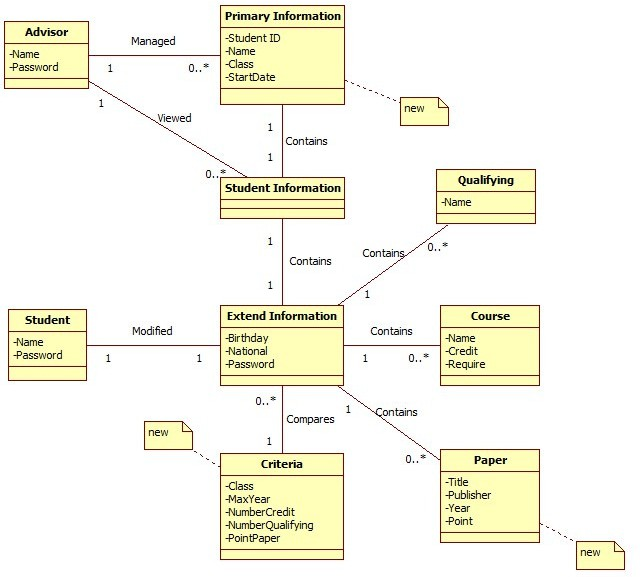 Primary Information
-Student ID
-Name
-Class
-StartDate
Advisor
-Name
-Password
Managed
1
0..*
new
1
Viewed
0..*
1
Contains
1
Student Information
Qualifying
-Name
1
Contains
1
Contains
0..*
1
Student
-Name
-Password
Modified
1
1
Extend Information
-Birthday
-National
-Password
Contains
1
0..*
Course
-Name
-Credit
-Require
0..*
Compares
1
1
Contains
0..*
new
Criteria
-Class
-MaxYear
-NumberCredit
-NumberQualifying
-PointPaper
Paper
-Title
-Publisher
-Year
-Point
new